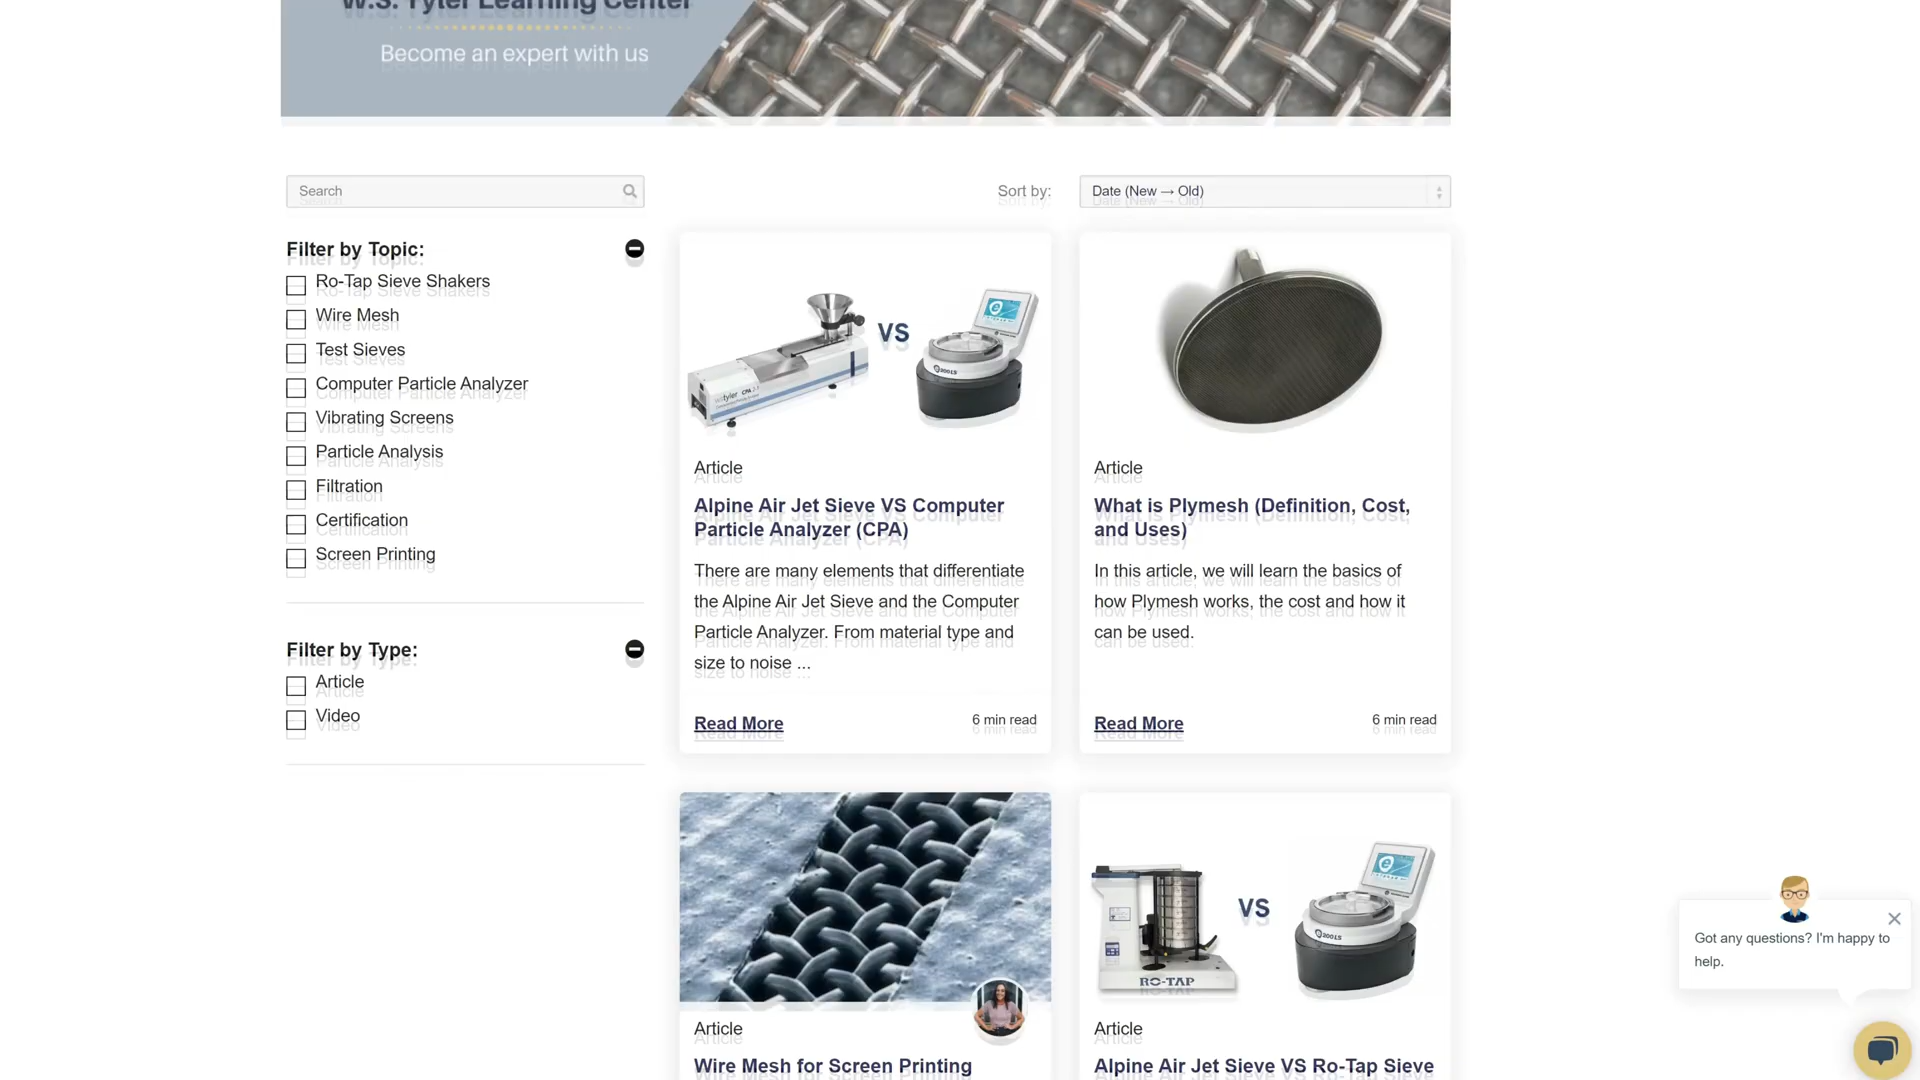 W.S. Tyler Learning Center
Become an expert with us
Search
Sort by:
Date (New → Old)
Filter by Topic:
Ro-Tap Sieve Shakers
Wire Mesh
Test Sieves
Computer Particle Analyzer
Vibrating Screens
Particle Analysis
Filtration
Certification
Screen Printing
Filter by Type:
Article
Video
VS
Article
Alpine Air Jet Sieve VS Computer
Particle Analyzer (CPA)
There are many elements that differentiate
the Alpine Air Jet Sieve and the Computer
Particle Analyzer. From material type and
size to noise ...
Read More
6 min read
Article
What is Plymesh (Definition, Cost,
and Uses)
In this article, we will learn the basics of
how Plymesh works, the cost and how it
can be used.
Read More
6 min read
Article
Wire Mesh for Screen Printing
VS
RO-TAP
Article
Alpine Air Jet Sieve VS Ro-Tap Sieve
Got any questions? I'm happy to
help.